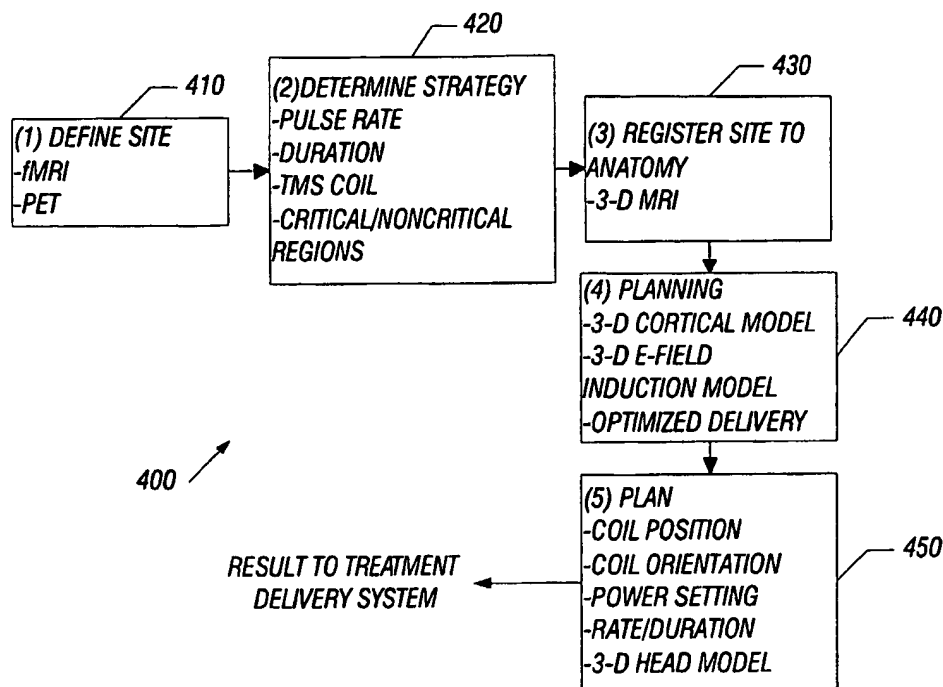 410
(1) DEFINE SITE
-fMRI
-PET
420
(2)DETERMINE STRATEGY
-PULSE RATE
-DURATION
-TMS COIL
-CRITICAL/NONCRITICAL
REGIONS
430
(3) REGISTER SITE TO
ANATOMY
-3-D MRI
(4) PLANNING
-3-D CORTICAL MODEL
-3-D E-FIELD
INDUCTION MODEL
-OPTIMIZED DELIVERY
440
400
(5) PLAN
-COIL POSITION
-COIL ORIENTATION
-POWER SETTING
-RATE/DURATION
-3-D HEAD MODEL
450
RESULT TO TREATMENT
DELIVERY SYSTEM